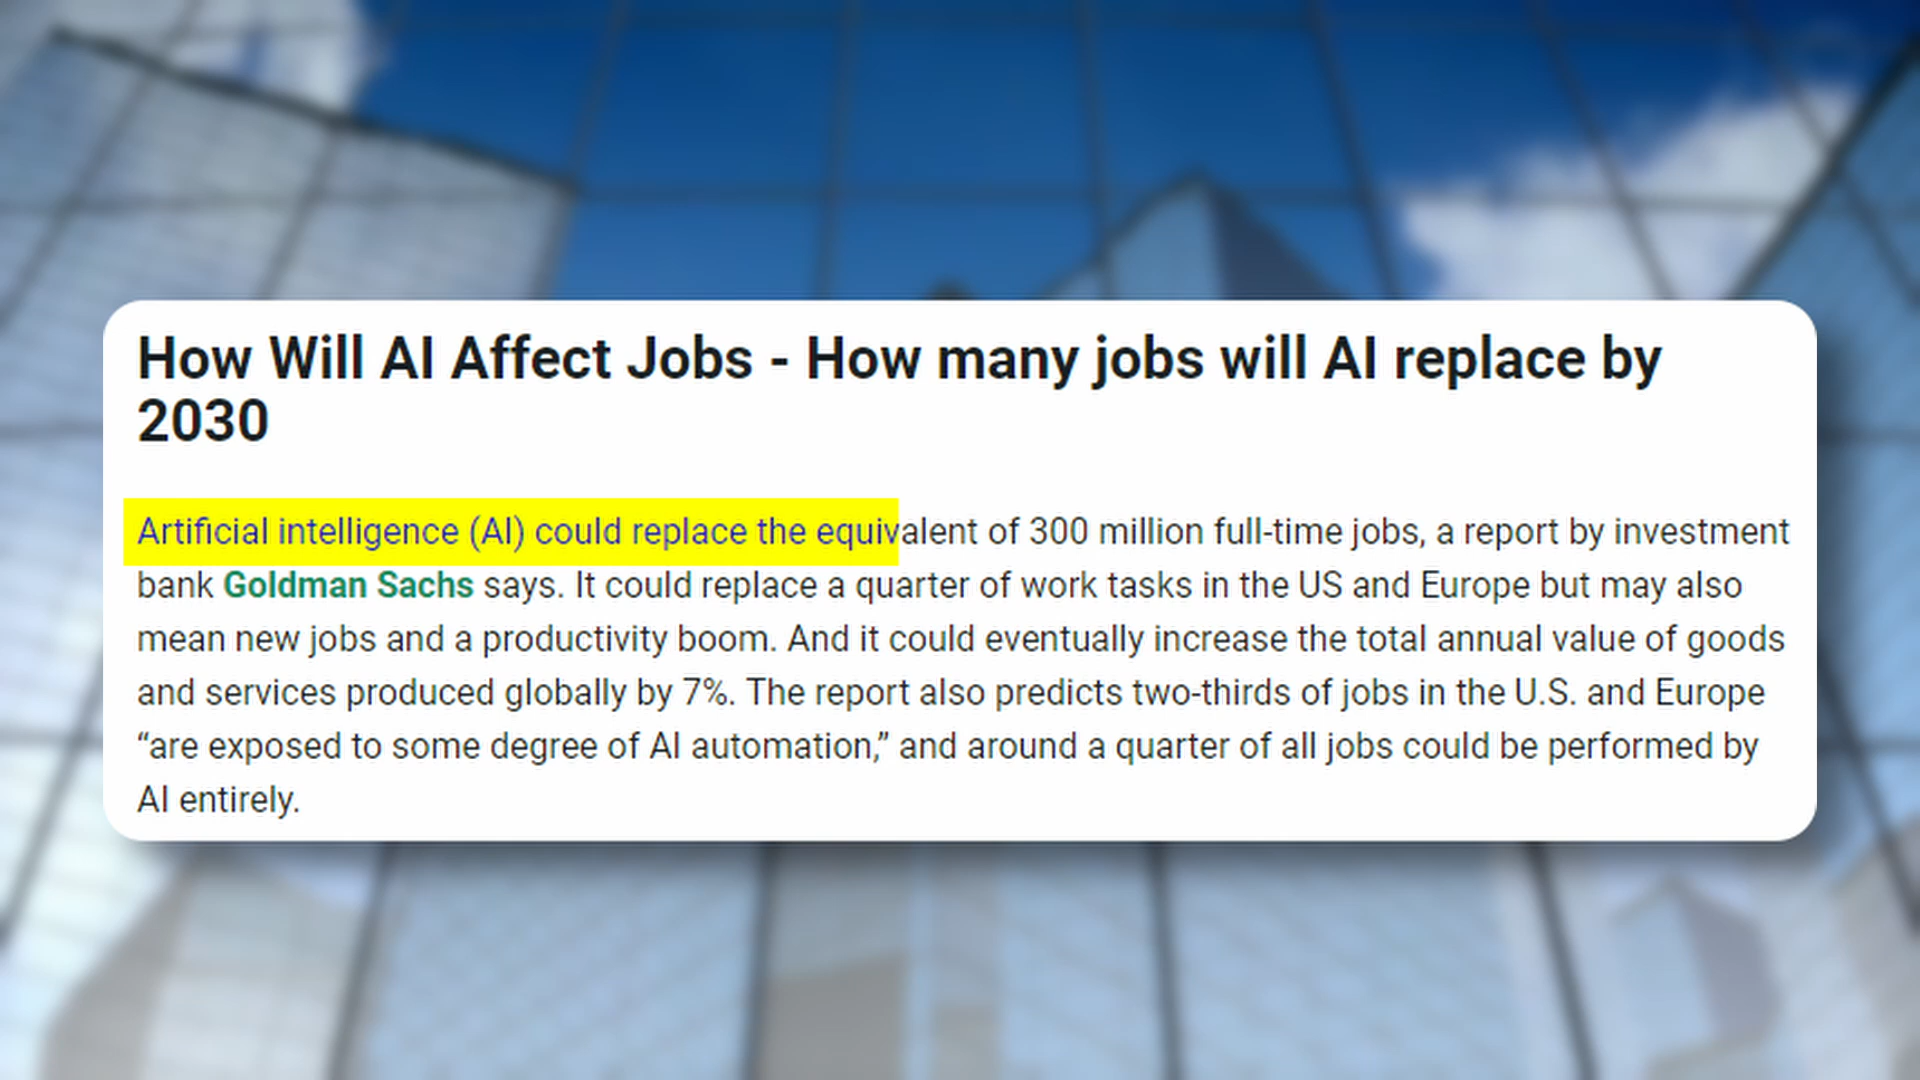 How Will AI Affect Jobs - How many jobs will AI replace by
2030
Artificial intelligence (AI) could replace the equivalent of 300 million full-time jobs, a report by investment
bank Goldman Sachs says. It could replace a quarter of work tasks in the US and Europe but may also
mean new jobs and a productivity boom. And it could eventually increase the total annual value of goods
and services produced globally by 7%. The report also predicts two-thirds of jobs in the U.S. and Europe
“are exposed to some degree of AI automation,” and around a quarter of all jobs could be performed by
AI entirely.